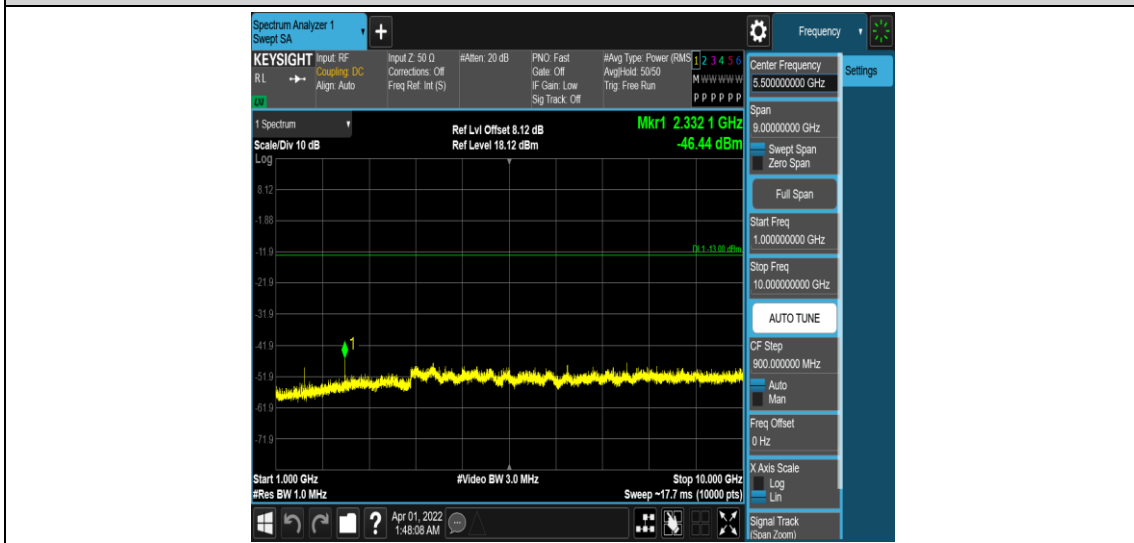 Spectrum Analyzer 1
Swept SA
+
Frequency
KEYSIGHT
RL
LXI
Input: RF
Coupling: DC
Align: Auto
Input Z: 50 Ω
Corrections: Off
Freq Ref: Int (S)
#Atten: 20 dB
PNO: Fast
Gate: Off
IF Gain: Low
Sig Track: Off
#Avg Type: Power (RMS
Avg|Hold: 50/50
Trig: Free Run
1 2 3 4 5 6
M W W W W W
P P P P P P
Center Frequency
5.500000000 GHz
Settings
1 Spectrum
Scale/Div 10 dB
Ref Lvl Offset 8.12 dB
Ref Level 18.12 dBm
Mkr1 2.332 1 GHz
-46.44 dBm
Span
9.00000000 GHz
Swept Span
Zero Span
Full Span
Start Freq
1.000000000 GHz
Stop Freq
10.000000000 GHz
AUTO TUNE
CF Step
900.000000 MHz
Auto
Man
Freq Offset
0 Hz
X Axis Scale
Log
Lin
Signal Track
(Span Zoom)
Log
8.12
-1.88
-11.9
DL1 -13.00 dBm
-21.9
-31.9
-41.9
1
-51.9
-61.9
-71.9
Start 1.000 GHz
#Res BW 1.0 MHz
#Video BW 3.0 MHz
Stop 10.000 GHz
Sweep ~17.7 ms (10000 pts)
?
Apr 01, 2022
1:48:08 AM